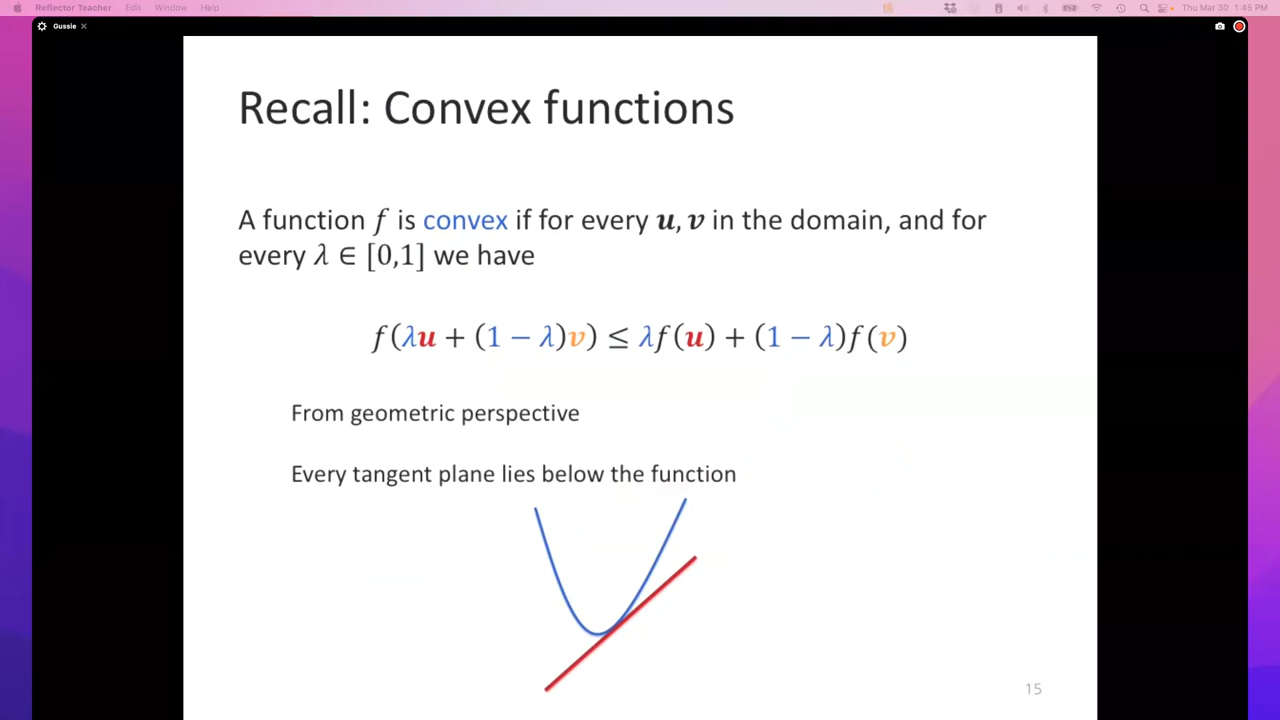 Reflector Teacher Edit Window Help Thu Mar 30 1:45 PM
Gussie ×
Recall: Convex functions
A function f is convex if for every u, v in the domain, and for
every λ ∈ [0,1] we have
f(λu + (1 − λ)v) ≤ λf(u) + (1 − λ)f(v)
From geometric perspective
Every tangent plane lies below the function
15